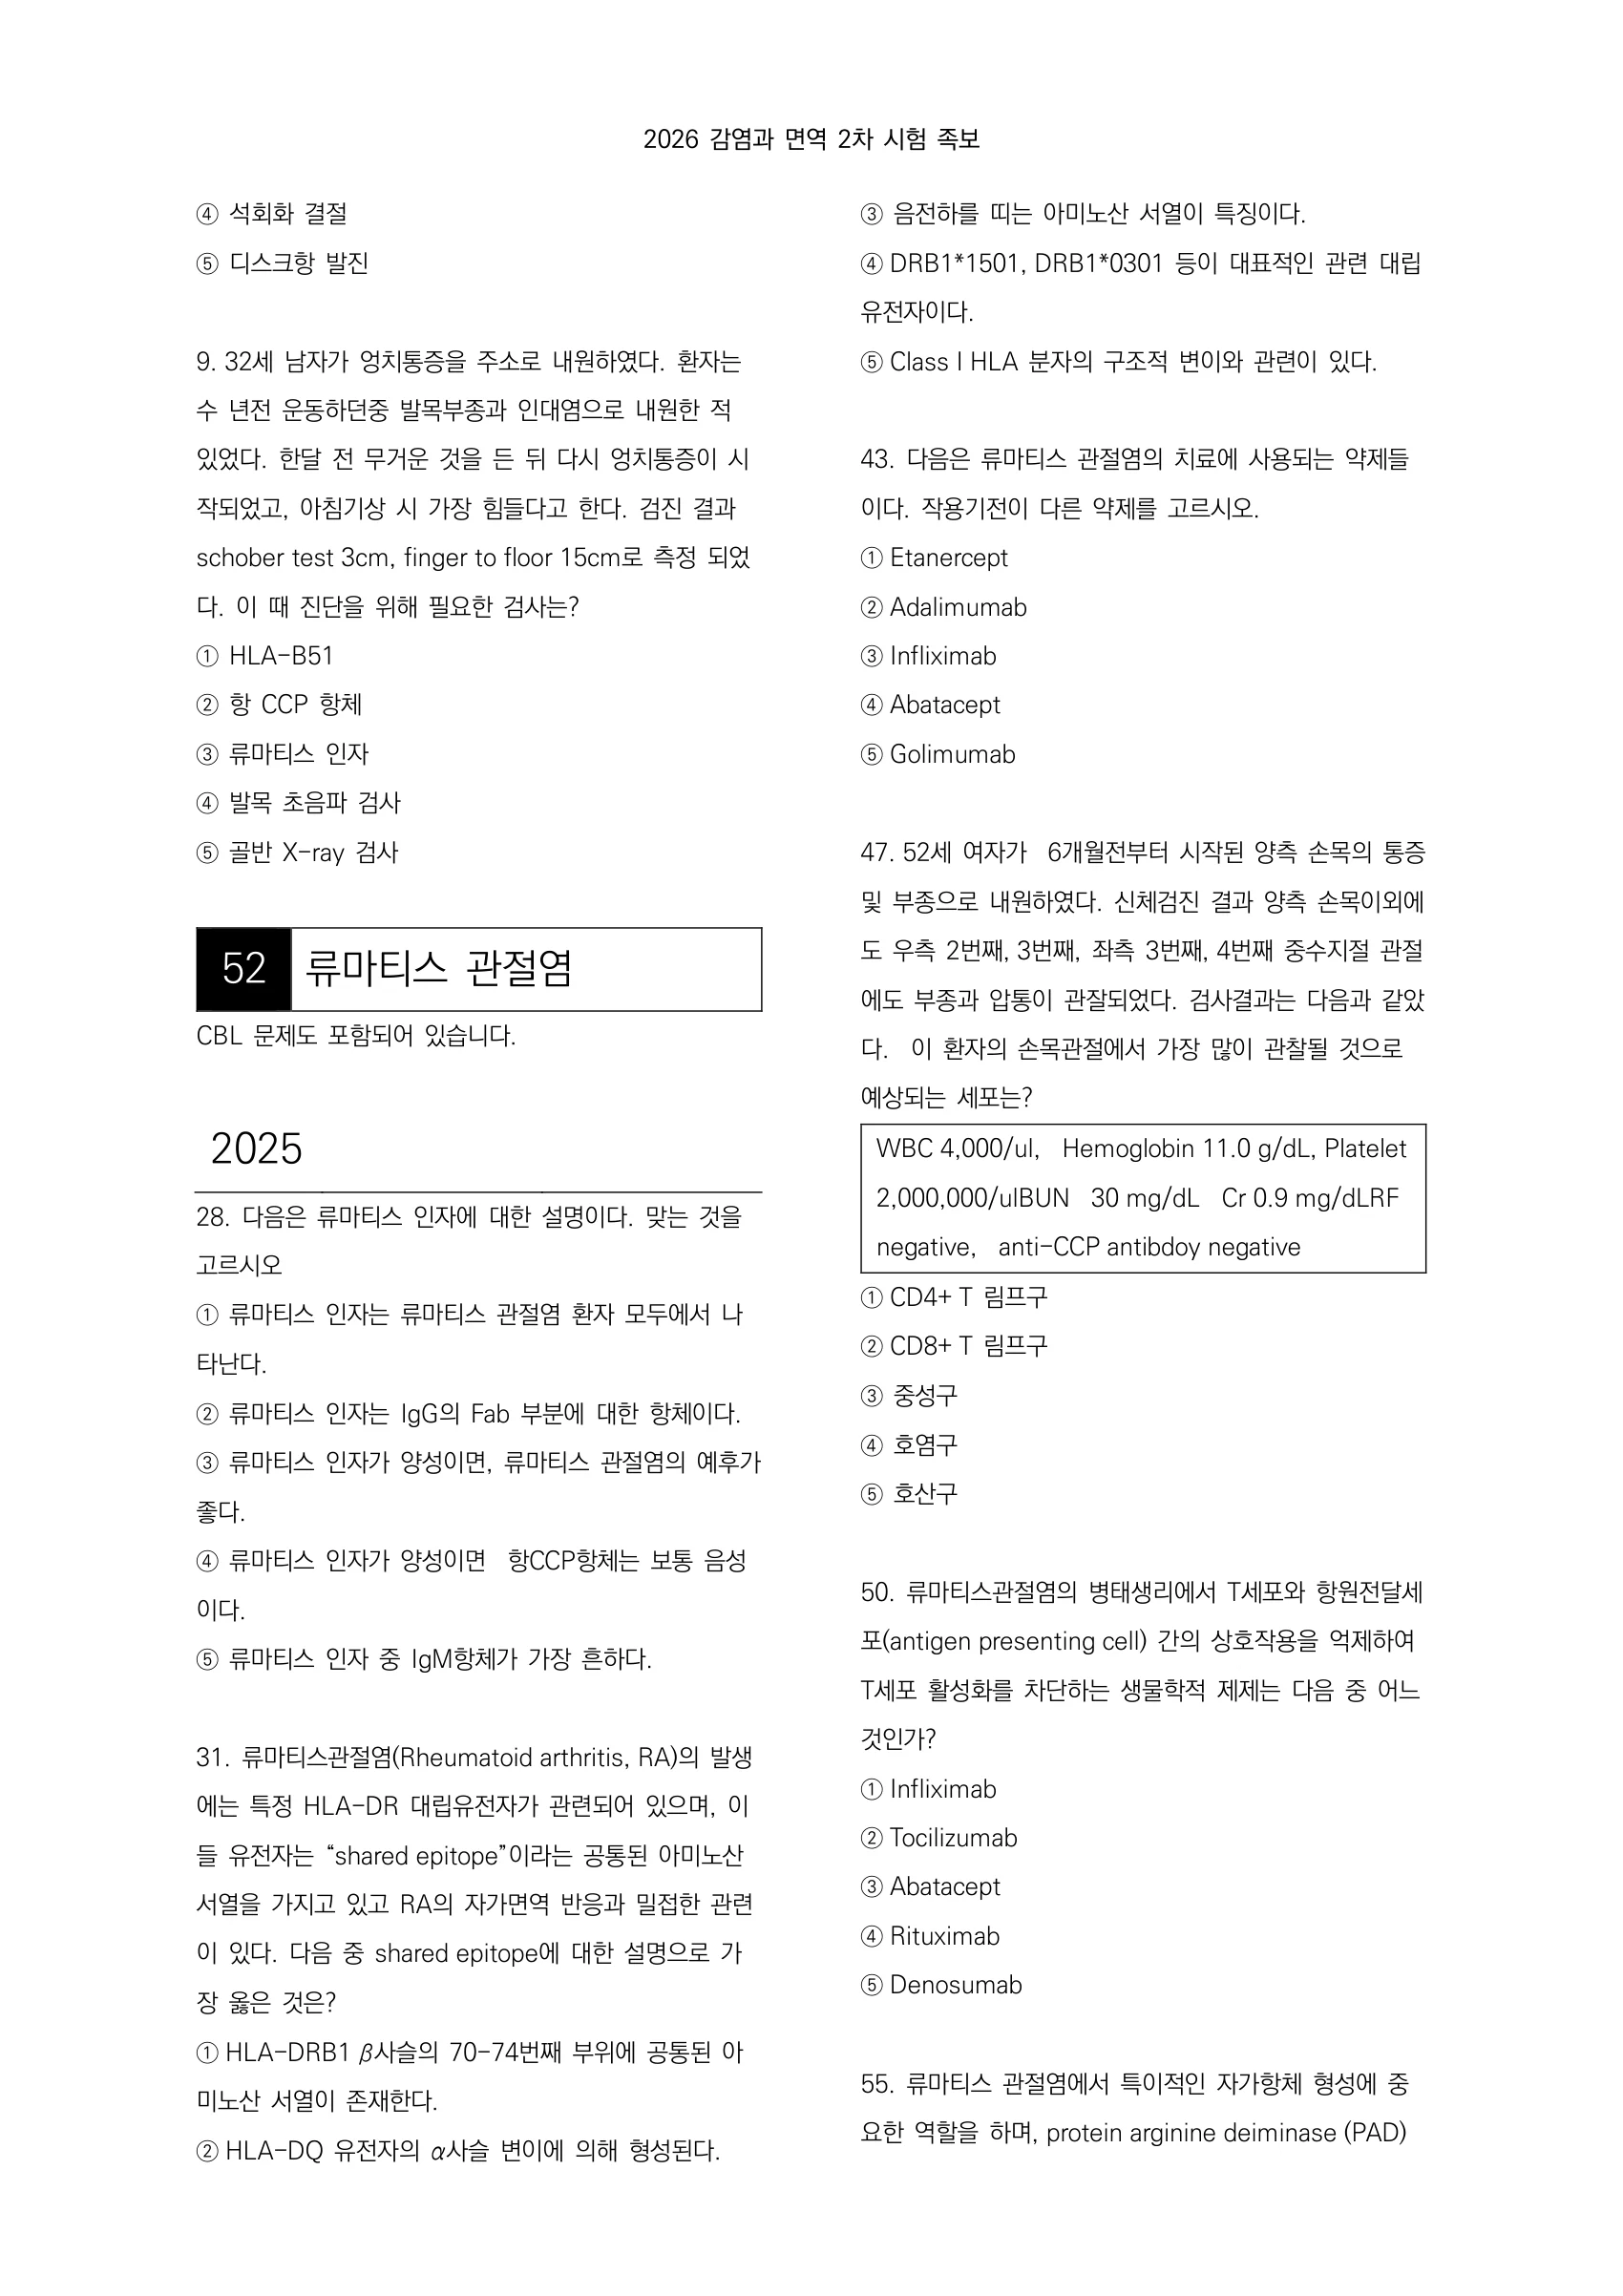 2026 감염과 면역 2차 시험 족보
④ 석회화 결절
⑤ 디스크항 발진
9. 32세 남자가 엉치통증을 주소로 내원하였다. 환자는
수 년전 운동하던중 발목부종과 인대염으로 내원한 적
있었다. 한달 전 무거운 것을 든 뒤 다시 엉치통증이 시
작되었고, 아침기상 시 가장 힘들다고 한다. 검진 결과
schober test 3cm, finger to floor 15cm로 측정 되었
다. 이 때 진단을 위해 필요한 검사는?
① HLA-B51
② 항 CCP 항체
③ 류마티스 인자
④ 발목 초음파 검사
⑤ 골반 X-ray 검사
52 류마티스 관절염
CBL 문제도 포함되어 있습니다.
2025
28. 다음은 류마티스 인자에 대한 설명이다. 맞는 것을
고르시오
① 류마티스 인자는 류마티스 관절염 환자 모두에서 나
타난다.
② 류마티스 인자는 IgG의 Fab 부분에 대한 항체이다.
③ 류마티스 인자가 양성이면, 류마티스 관절염의 예후가
좋다.
④ 류마티스 인자가 양성이면 항CCP항체는 보통 음성
이다.
⑤ 류마티스 인자 중 IgM항체가 가장 흔하다.
31. 류마티스관절염(Rheumatoid arthritis, RA)의 발생
에는 특정 HLA-DR 대립유전자가 관련되어 있으며, 이
들 유전자는 “shared epitope”이라는 공통된 아미노산
서열을 가지고 있고 RA의 자가면역 반응과 밀접한 관련
이 있다. 다음 중 shared epitope에 대한 설명으로 가
장 옳은 것은?
① HLA-DRB1 β사슬의 70-74번째 부위에 공통된 아
미노산 서열이 존재한다.
② HLA-DQ 유전자의 α사슬 변이에 의해 형성된다.
③ 음전하를 띠는 아미노산 서열이 특징이다.
④ DRB1*1501, DRB1*0301 등이 대표적인 관련 대립
유전자이다.
⑤ Class I HLA 분자의 구조적 변이와 관련이 있다.
43. 다음은 류마티스 관절염의 치료에 사용되는 약제들
이다. 작용기전이 다른 약제를 고르시오.
① Etanercept
② Adalimumab
③ Infliximab
④ Abatacept
⑤ Golimumab
47. 52세 여자가 6개월전부터 시작된 양측 손목의 통증
및 부종으로 내원하였다. 신체검진 결과 양측 손목이외에
도 우측 2번째, 3번째, 좌측 3번째, 4번째 중수지절 관절
에도 부종과 압통이 관찰되었다. 검사결과는 다음과 같았
다. 이 환자의 손목관절에서 가장 많이 관찰될 것으로
예상되는 세포는?
WBC 4,000/ul, Hemoglobin 11.0 g/dL, Platelet
2,000,000/ulBUN 30 mg/dL Cr 0.9 mg/dLRF
negative, anti-CCP antibdoy negative
① CD4+ T 림프구
② CD8+ T 림프구
③ 중성구
④ 호염구
⑤ 호산구
50. 류마티스관절염의 병태생리에서 T세포와 항원전달세
포(antigen presenting cell) 간의 상호작용을 억제하여
T세포 활성화를 차단하는 생물학적 제제는 다음 중 어느
것인가?
① Infliximab
② Tocilizumab
③ Abatacept
④ Rituximab
⑤ Denosumab
55. 류마티스 관절염에서 특이적인 자가항체 형성에 중
요한 역할을 하며, protein arginine deiminase (PAD)